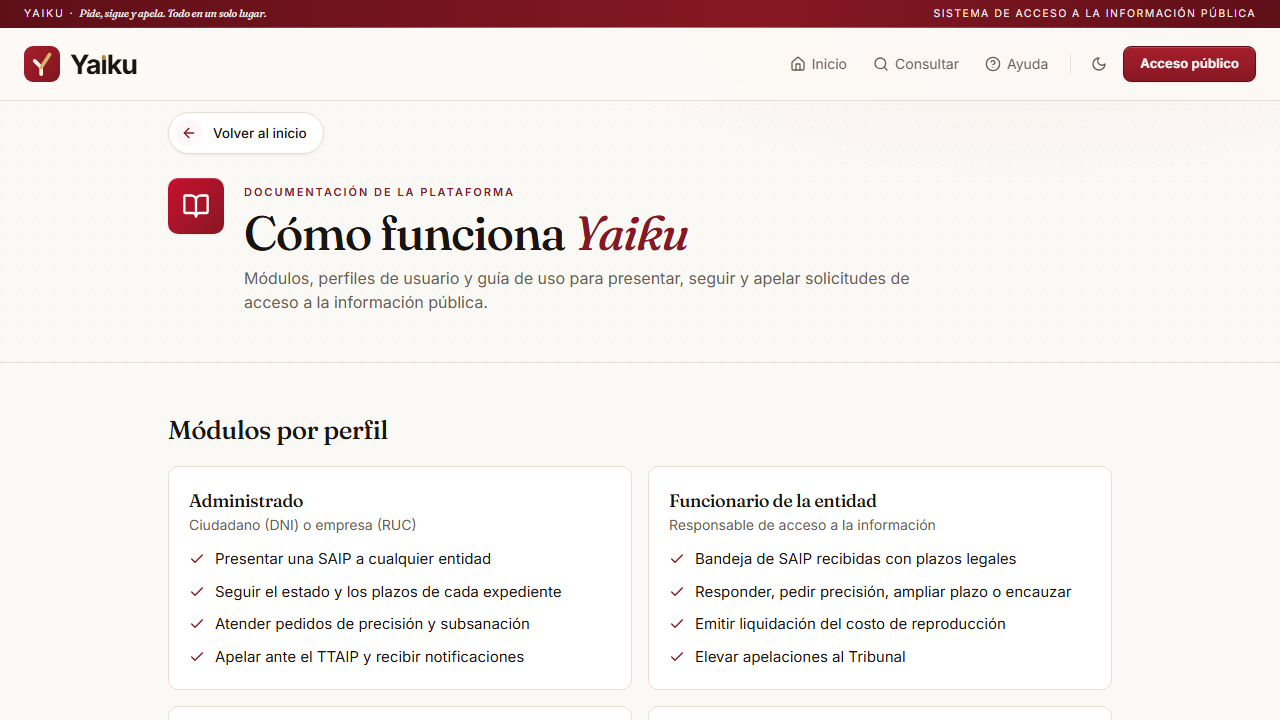 YAIKU · Pide, sigue y apela. Todo en un solo lugar.
SISTEMA DE ACCESO A LA INFORMACIÓN PÚBLICA
Yaiku
Inicio
Consultar
Ayuda
Acceso público
Volver al inicio
DOCUMENTACIÓN DE LA PLATAFORMA
Cómo funciona Yaiku
Módulos, perfiles de usuario y guía de uso para presentar, seguir y apelar solicitudes de
acceso a la información pública.
Módulos por perfil
Administrado
Ciudadano (DNI) o empresa (RUC)
Presentar una SAIP a cualquier entidad
Seguir el estado y los plazos de cada expediente
Atender pedidos de precisión y subsanación
Apelar ante el TTAIP y recibir notificaciones
Funcionario de la entidad
Responsable de acceso a la información
Bandeja de SAIP recibidas con plazos legales
Responder, pedir precisión, ampliar plazo o encauzar
Emitir liquidación del costo de reproducción
Elevar apelaciones al Tribunal